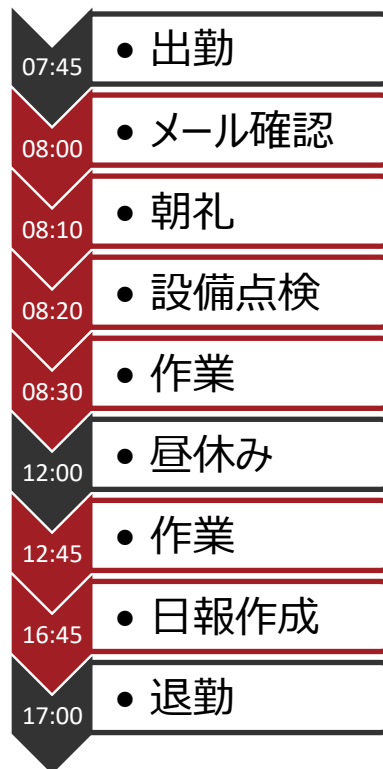 07:45
• 出勤
08:00
• メール確認
08:10
• 朝礼
08:20
• 設備点検
08:30
• 作業
12:00
• 昼休み
12:45
• 作業
16:45
• 日報作成
17:00
• 退勤